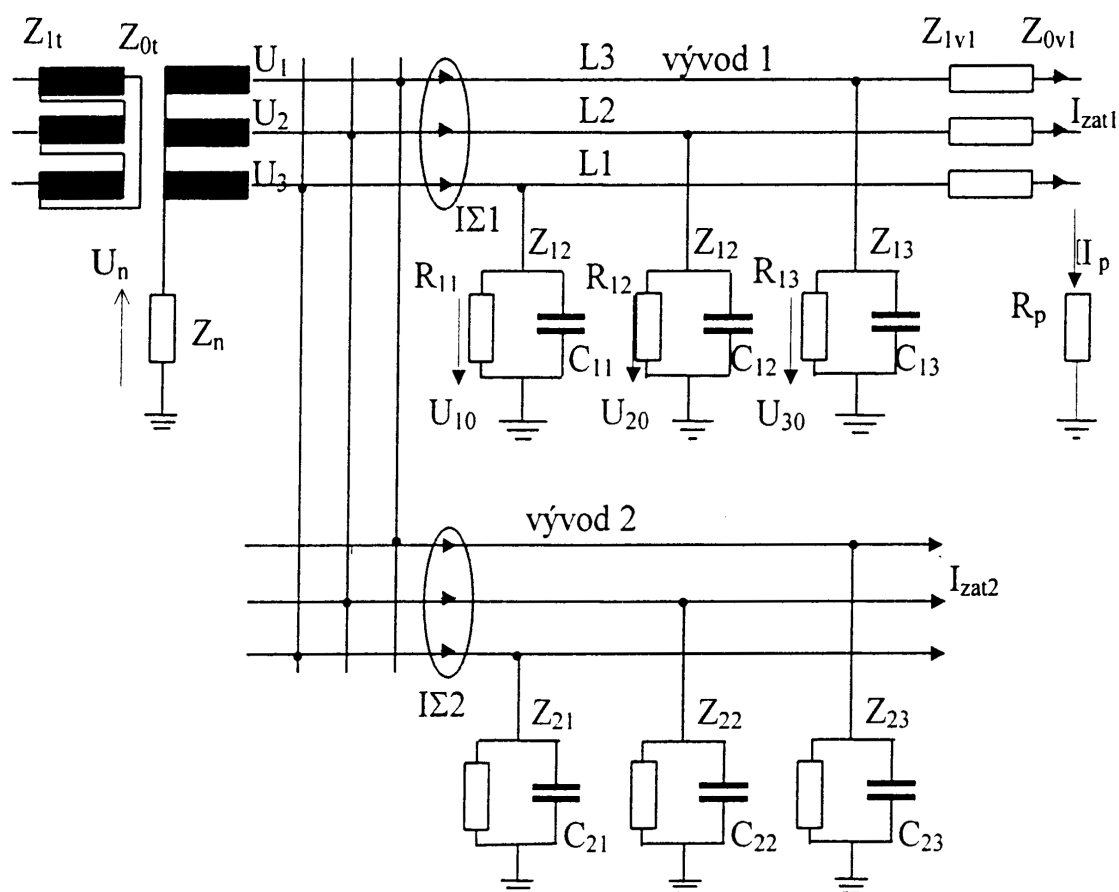 Z1t
Z0t
U1
L3
vývod 1
Z1v1
Z0v1
U2
L2
Izat1
U3
L1
IΣ1
Un
Zn
Z12
Z12
Z13
R11
R12
R13
Ip
Rp
C11
C12
C13
U10
U20
U30
vývod 2
Izat2
IΣ2
Z21
Z22
Z23
C21
C22
C23